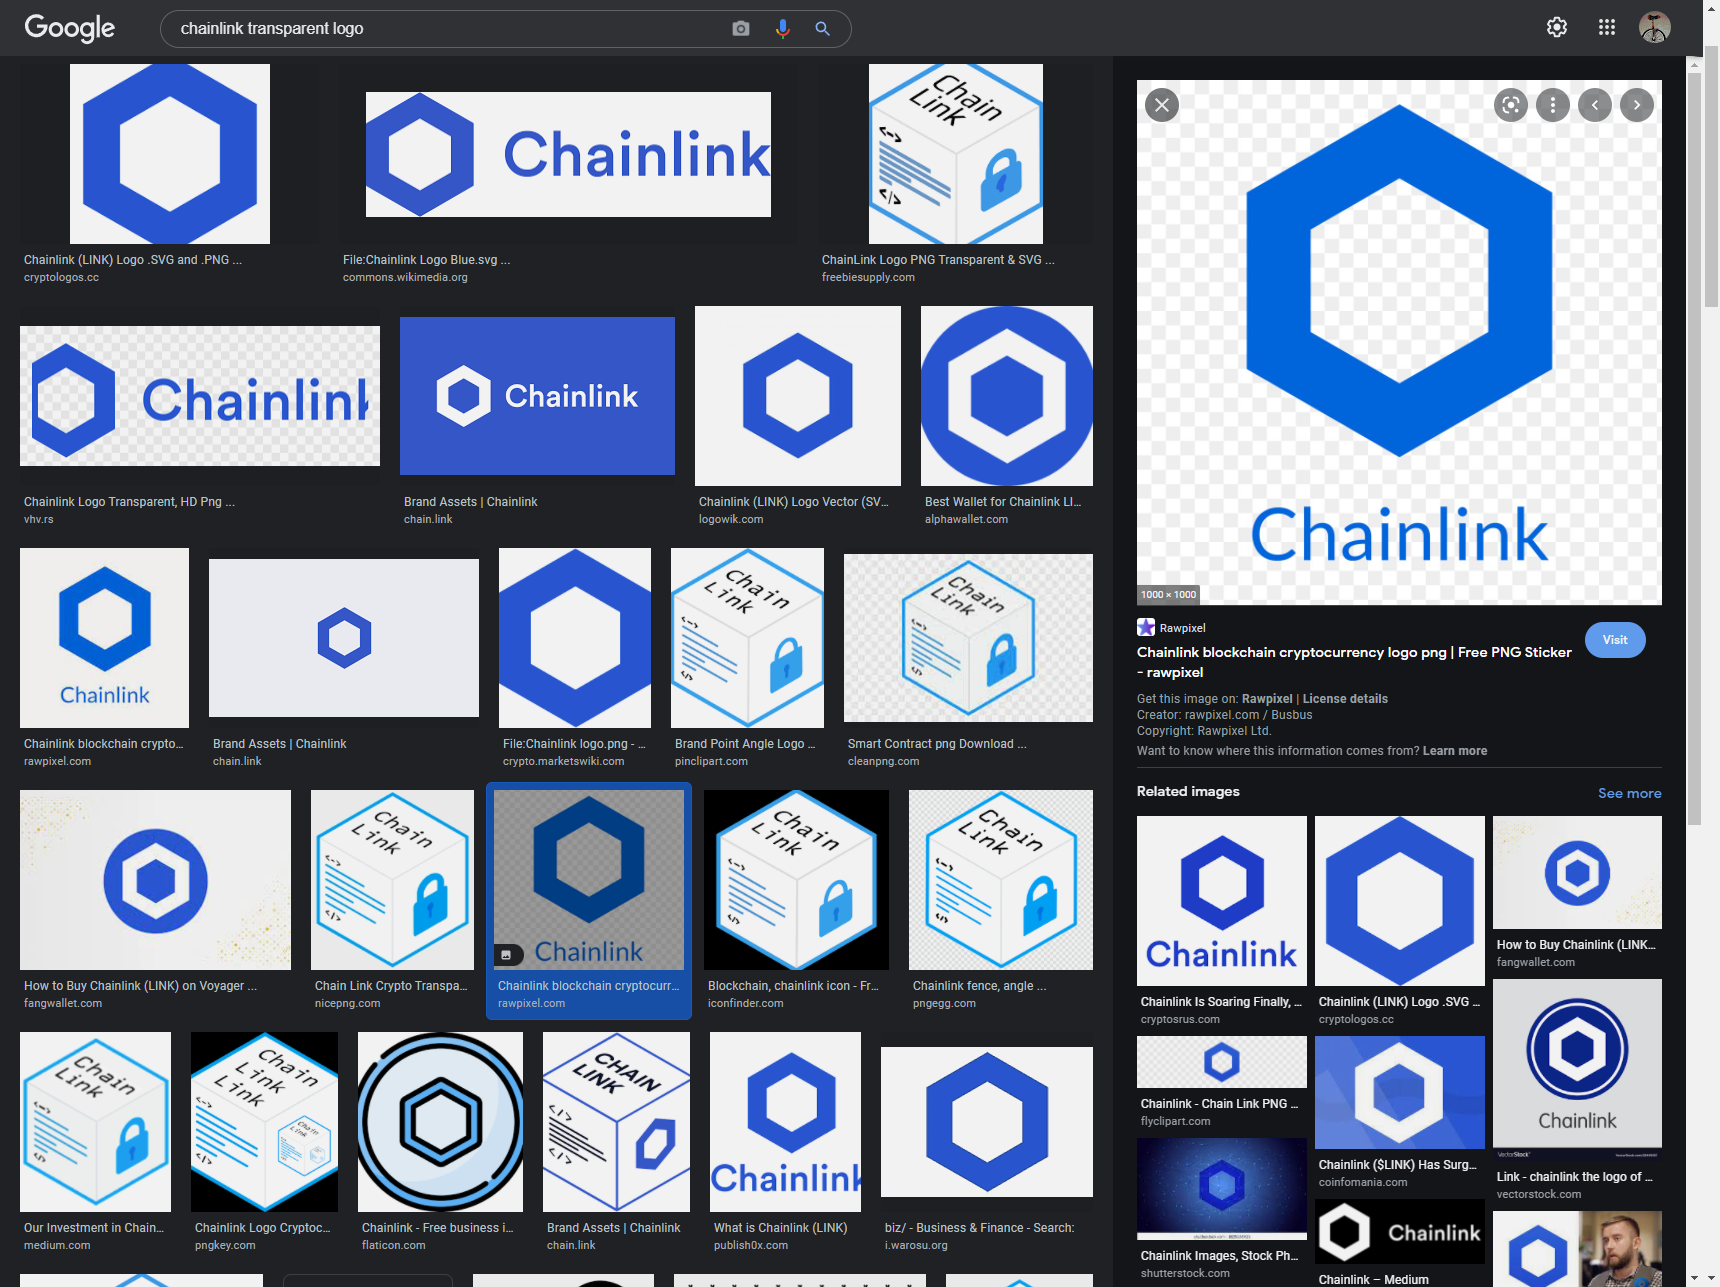 Google
chainlink transparent logo
Chainlink
Chain
Link
Chainlink (LINK) Logo .SVG and .PNG ...
cryptologos.cc
File:Chainlink Logo Blue.svg ...
commons.wikimedia.org
ChainLink Logo PNG Transparent & SVG ...
freebiesupply.com
Chainlink
Chainlink
Chainlink Logo Transparent, HD Png ...
vhv.rs
Brand Assets | Chainlink
chain.link
Chainlink (LINK) Logo Vector (SV...
logowik.com
Best Wallet for Chainlink LI...
alphawallet.com
Chainlink
Chain
Link
Chain
Link
Chainlink blockchain crypto...
rawpixel.com
Brand Assets | Chainlink
chain.link
File:Chainlink logo.png - ...
crypto.marketswiki.com
Brand Point Angle Logo ...
pinclipart.com
Smart Contract png Download ...
cleanpng.com
Chain
Link
Chainlink
Chain
Link
Chain
Link
How to Buy Chainlink (LINK) on Voyager ...
fangwallet.com
Chain Link Crypto Transpa...
nicepng.com
Chainlink blockchain cryptocurr...
rawpixel.com
Blockchain, chainlink icon - Fr...
iconfinder.com
Chainlink fence, angle ...
pngegg.com
Chain
Link
Chain
Link
Link
CHAIN
LINK
Chainlink
Our Investment in Chain...
medium.com
Chainlink Logo Cryptoc...
pngkey.com
Chainlink - Free business i...
flaticon.com
Brand Assets | Chainlink
chain.link
What is Chainlink (LINK)
publish0x.com
biz/ - Business & Finance - Search:
i.warosu.org
Chainlink
1000 × 1000
Rawpixel
Chainlink blockchain cryptocurrency logo png | Free PNG Sticker
- rawpixel
Visit
Get this image on: Rawpixel | License details
Creator: rawpixel.com / Busbus
Copyright: Rawpixel Ltd.
Want to know where this information comes from? Learn more
Related images
See more
Chainlink
Chainlink Is Soaring Finally, ...
cryptosrus.com
Chainlink (LINK) Logo .SVG ...
cryptologos.cc
How to Buy Chainlink (LINK...
fangwallet.com
Chainlink - Chain Link PNG ...
flyclipart.com
Chainlink ($LINK) Has Surg...
coinfomania.com
Chainlink
VectorStock
Link - chainlink the logo of ...
vectorstock.com
Chainlink Images, Stock Ph...
shutterstock.com
Chainlink
Chainlink – Medium